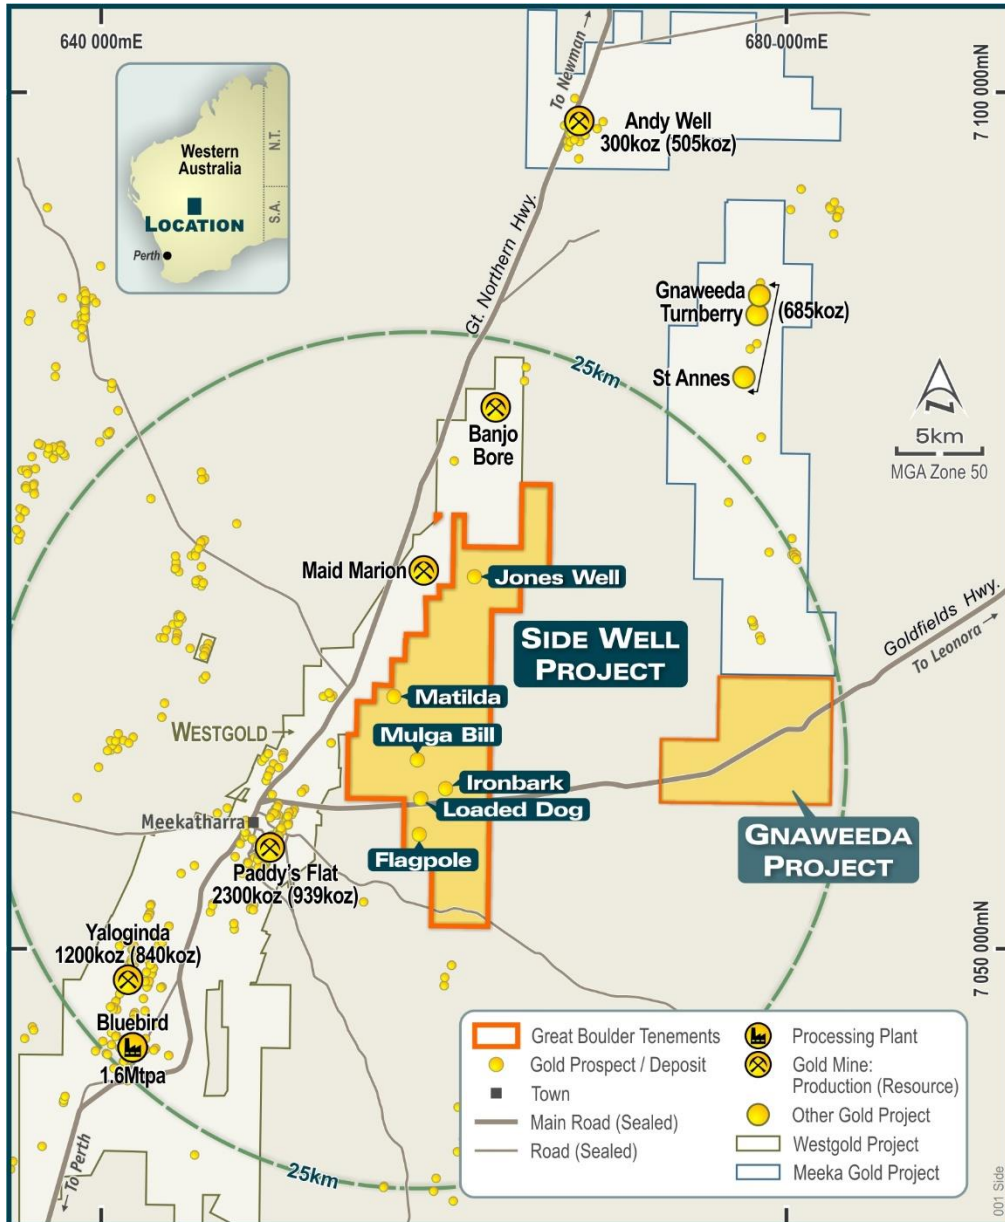 640 000mE
680 000mE
7 100 000mN
To Newman
Andy Well
300koz (505koz)
Western
Australia
N.T.
S.A.
LOCATION
Perth
Gt. Northern Hwy.
Gnaweeda
Turnberry
(685koz)
St Annes
25km
N
5km
MGA Zone 50
Banjo
Bore
Maid Marion
Jones Well
SIDE WELL
PROJECT
Goldfields Hwy.
To Leonora
Matilda
WESTGOLD
Mulga Bill
Ironbark
Loaded Dog
Meekatharra
Flagpole
GNAWEEDA
PROJECT
Paddy's Flat
2300koz (939koz)
Yaloginda
1200koz (840koz)
7 050 000mN
Bluebird
1.6Mtpa
To Perth
25km
Great Boulder Tenements
Gold Prospect / Deposit
Town
Main Road (Sealed)
Road (Sealed)
Processing Plant
Gold Mine:
Production (Resource)
Other Gold Project
Westgold Project
Meeka Gold Project
001 Side